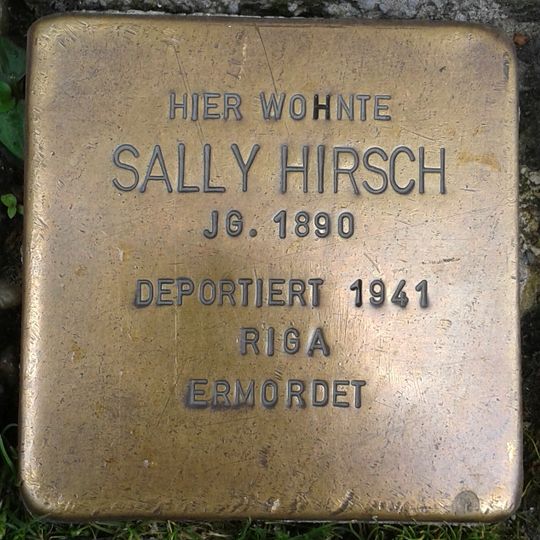 HIER WOHNTE
SALLY HIRSCH
JG. 1890
DEPORTIERT 1941
RIGA
ERMORDET